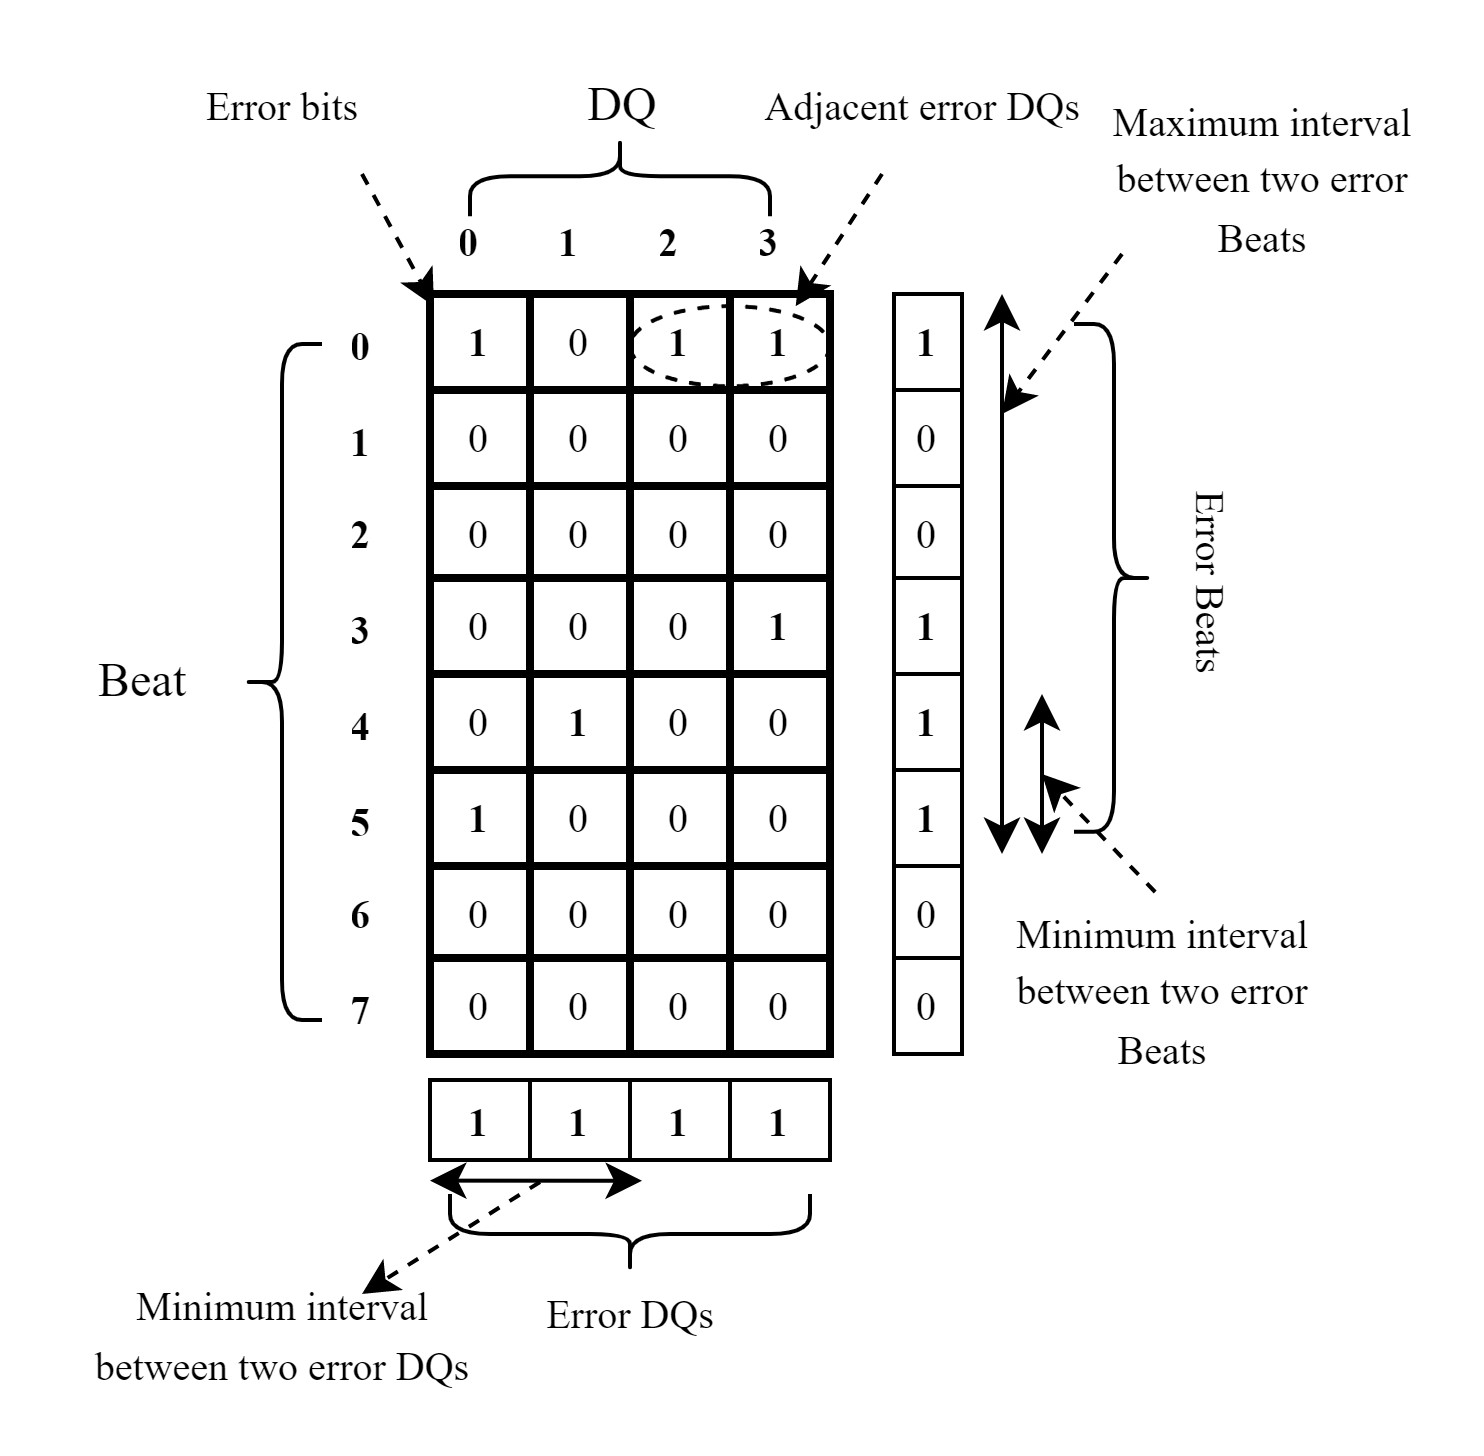 Error bits
DQ
Adjacent error DQs
Maximum interval
between two error
Beats
0 1 2 3
0 1 0 1 1 1
1 0 0 0 0 0
2 0 0 0 0 0
3 0 0 0 1 1
4 0 1 0 0 1
5 1 0 0 0 1
6 0 0 0 0 0
7 0 0 0 0 0
Beat
Error Beats
Minimum interval
between two error
Beats
1 1 1 1
Minimum interval
between two error DQs
Error DQs